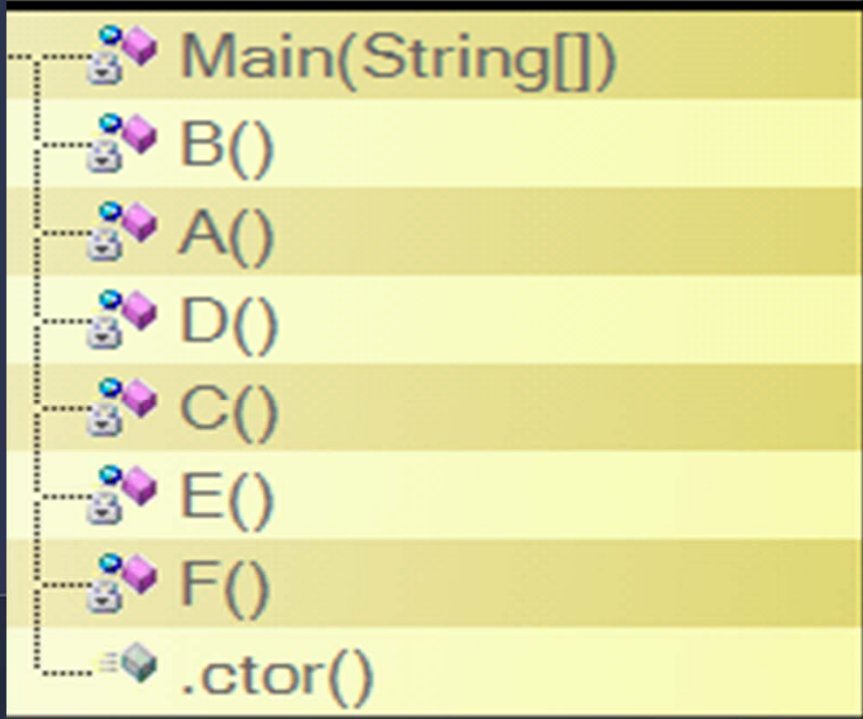 Main(String[])
B()
A()
D()
C()
E()
F()
.ctor()